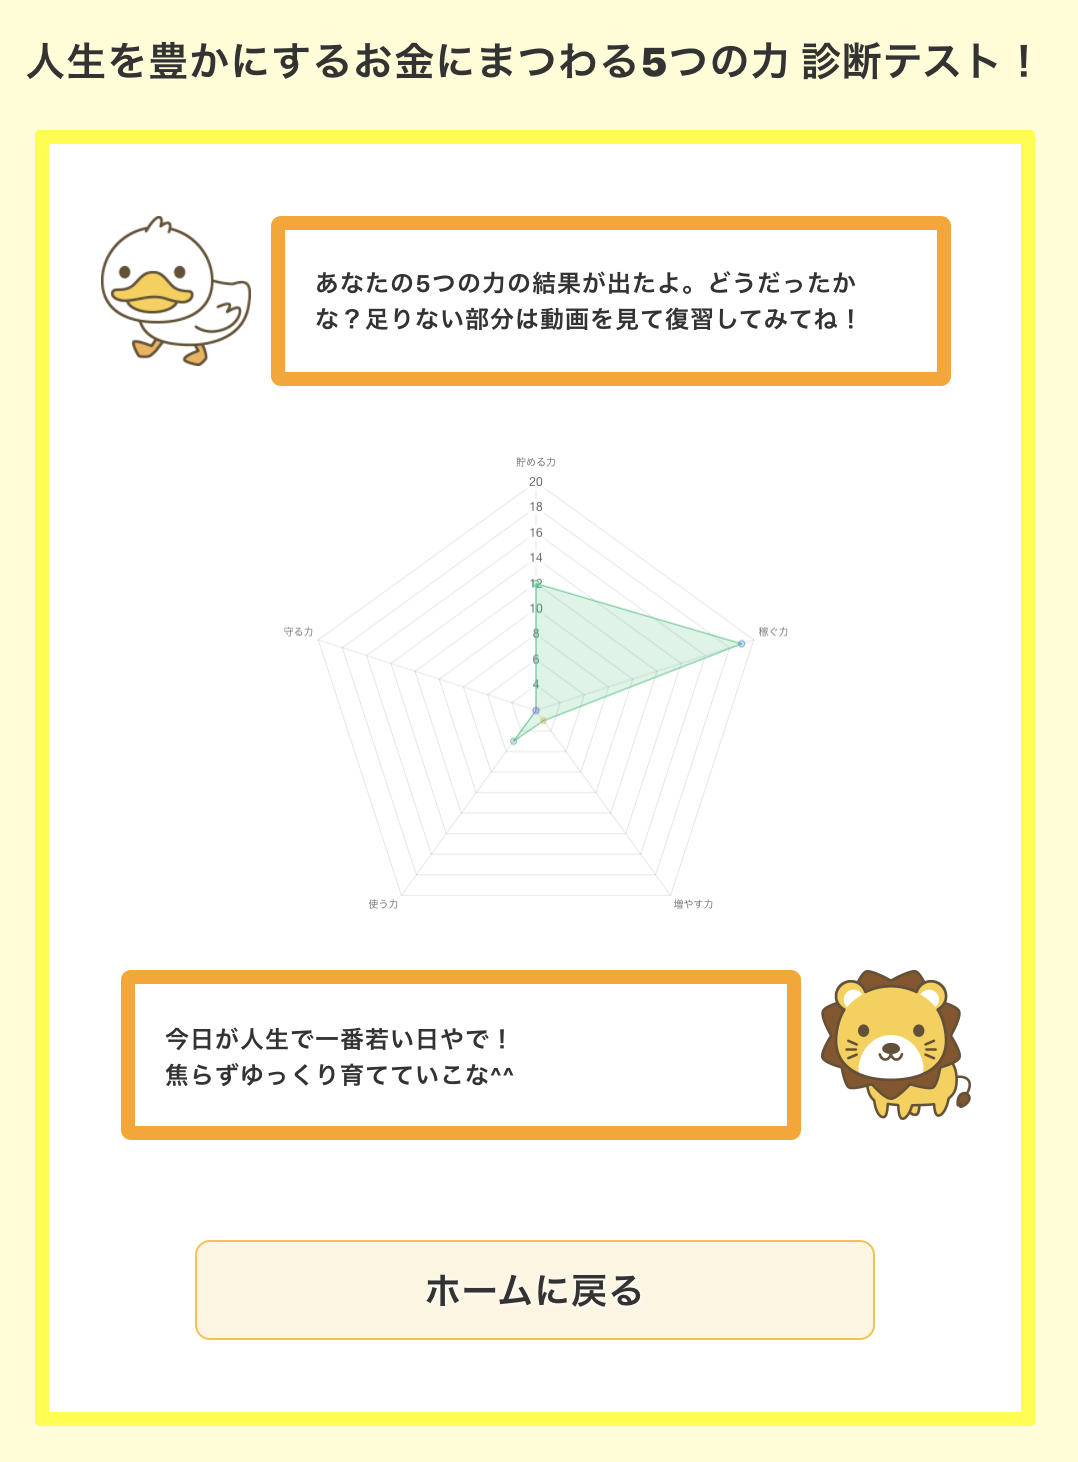 人生を豊かにするお金にまつわる5つの力 診断テスト！
あなたの5つの力の結果が出たよ。どうだったか
な？足りない部分は動画を見て復習してみてね！
貯める力
20
18
16
14
12
10
8
6
4
守る力
稼ぐ力
使う力
増やす力
今日が人生で一番若い日やで！
焦らずゆっくり育てていこな^^
ホームに戻る